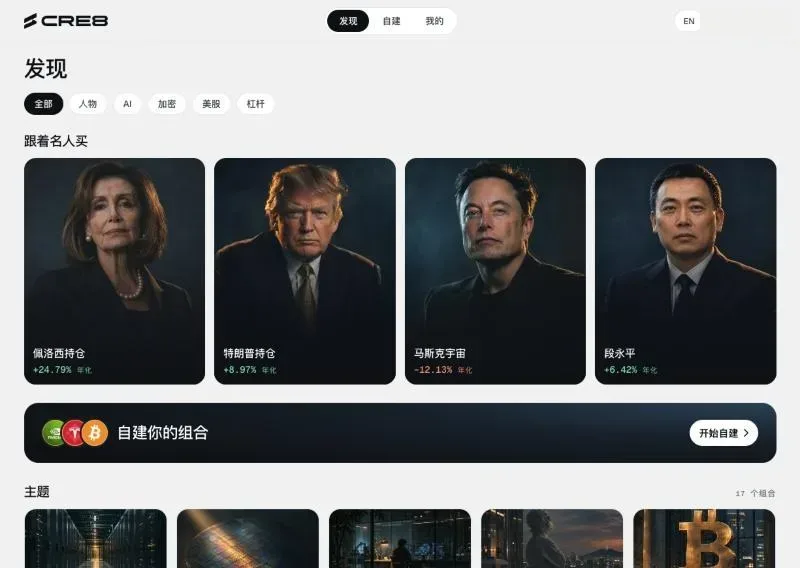 CRE8
发现 自建 我的
EN
发现
全部 人物 AI 加密 美股 杠杆
跟着名人买
佩洛西持仓
+24.79% 年化
特朗普持仓
+8.97% 年化
马斯克宇宙
-12.13% 年化
段永平
+6.42% 年化
自建你的组合
开始自建
主题
17 个组合